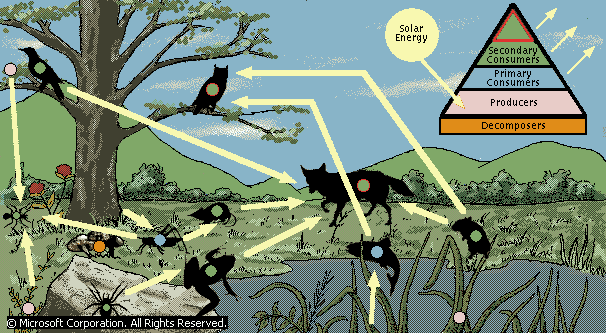 Solar
Energy
Secondary
Consumers
Primary
Consumers
Producers
Decomposers
© Microsoft Corporation. All Rights Reserved.